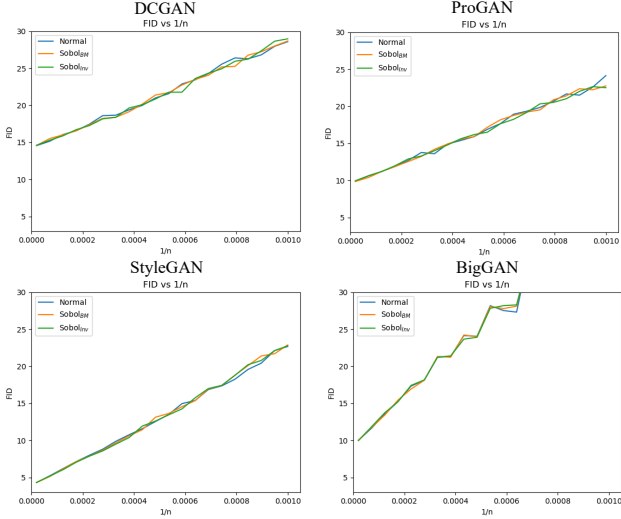 DCGAN
FID vs 1/n
Normal
Sobol_BM
Sobol_Inv
FID
30
25
20
15
10
5
0.0000 0.0002 0.0004 0.0006 0.0008 0.0010
1/n
ProGAN
FID vs 1/n
Normal
Sobol_BM
Sobol_Inv
FID
30
25
20
15
10
5
0.0000 0.0002 0.0004 0.0006 0.0008 0.0010
1/n
StyleGAN
FID vs 1/n
Normal
Sobol_BM
Sobol_Inv
FID
30
25
20
15
10
5
0.0000 0.0002 0.0004 0.0006 0.0008 0.0010
1/n
BigGAN
FID vs 1/n
Normal
Sobol_BM
Sobol_Inv
FID
30
25
20
15
10
5
0.0000 0.0002 0.0004 0.0006 0.0008 0.0010
1/n